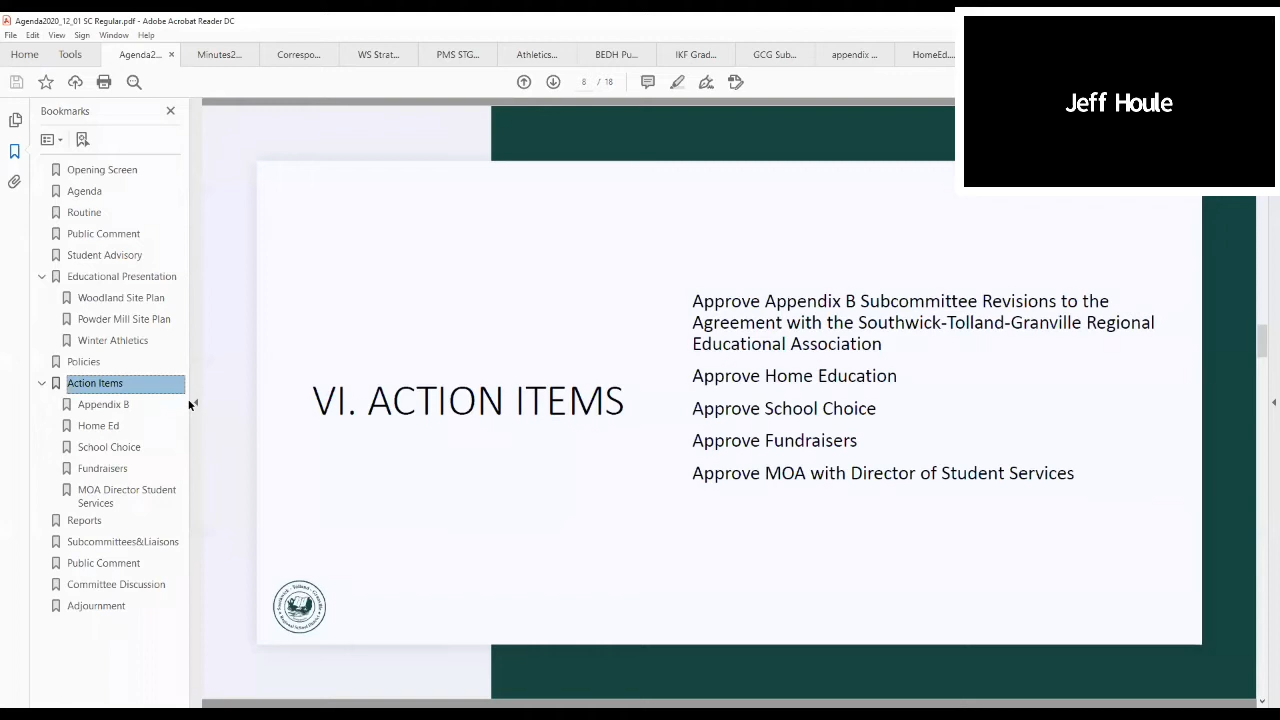 Agenda2020_12_01 SC Regular.pdf - Adobe Acrobat Reader DC
File Edit View Sign Window Help
Home Tools Agenda2... × Minutes2... Correspo... WS Strat... PMS STG... Athletics... BEDH Pu... IKF Grad... GCG Sub... appendix ... HomeEd...
8 / 18
Jeff Houle
Bookmarks
Opening Screen
Agenda
Routine
Public Comment
Student Advisory
Educational Presentation
Woodland Site Plan
Powder Mill Site Plan
Winter Athletics
Policies
Action Items
Appendix B
Home Ed
School Choice
Fundraisers
MOA Director Student
Services
Reports
Subcommittees&Liaisons
Public Comment
Committee Discussion
Adjournment
VI. ACTION ITEMS
Approve Appendix B Subcommittee Revisions to the
Agreement with the Southwick-Tolland-Granville Regional
Educational Association
Approve Home Education
Approve School Choice
Approve Fundraisers
Approve MOA with Director of Student Services